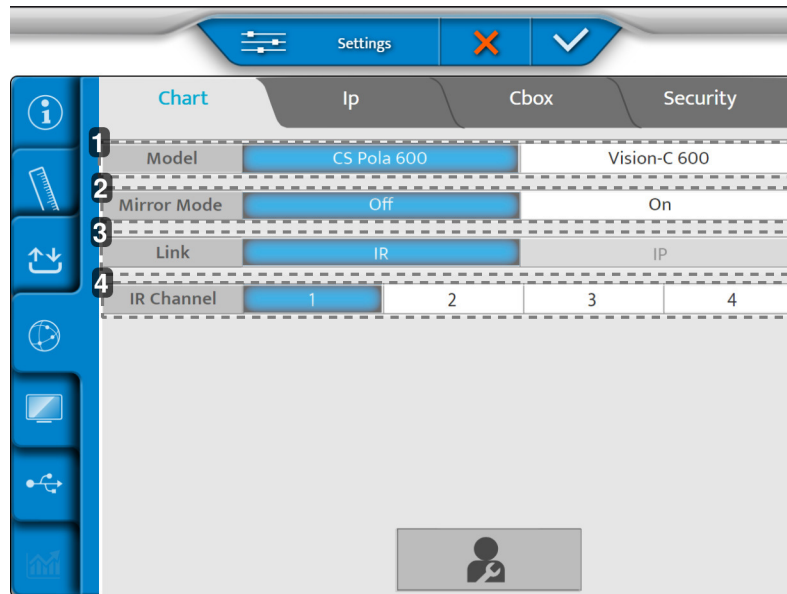 Settings
Chart Ip Cbox Security
1
Model CS Pola 600 Vision-C 600
2
Mirror Mode Off On
3
Link IR IP
4
IR Channel 1 2 3 4